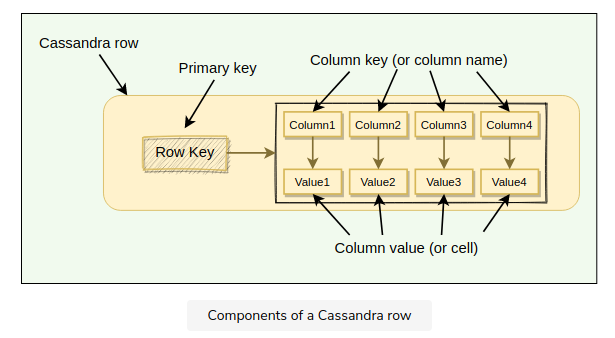 Cassandra row
Primary key
Column key (or column name)
Column1 Column2 Column3 Column4
Row Key
Value1 Value2 Value3 Value4
Column value (or cell)
Components of a Cassandra row